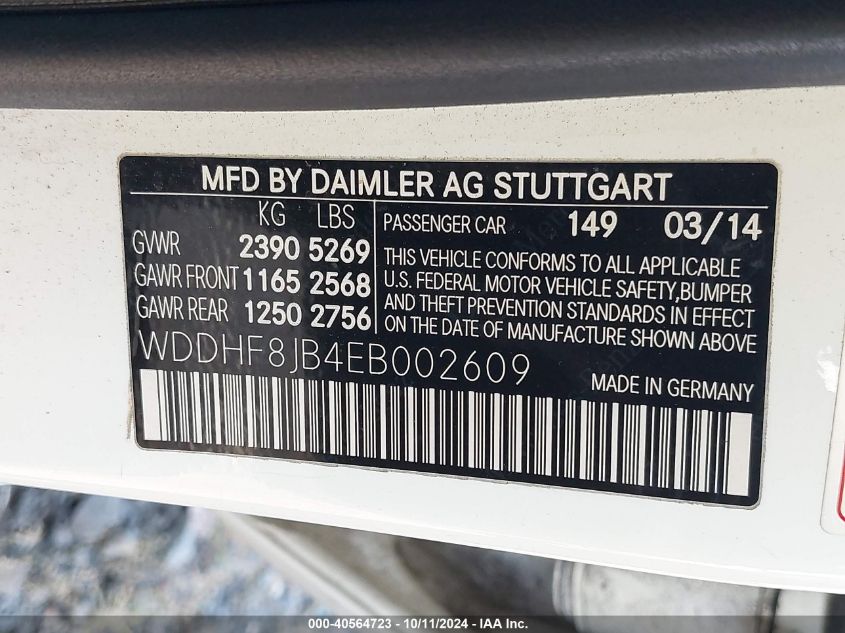 MFD BY DAIMLER AG STUTTGART
KG LBS
GVWR 2390 5269
GAWR FRONT 1165 2568
GAWR REAR 1250 2756
PASSENGER CAR 149 03/14
THIS VEHICLE CONFORMS TO ALL APPLICABLE
U.S. FEDERAL MOTOR VEHICLE SAFETY,BUMPER
AND THEFT PREVENTION STANDARDS IN EFFECT
ON THE DATE OF MANUFACTURE SHOWN ABOVE
WDDHF8JB4EB002609
MADE IN GERMANY
000-40564723 - 10/11/2024 - IAA Inc.